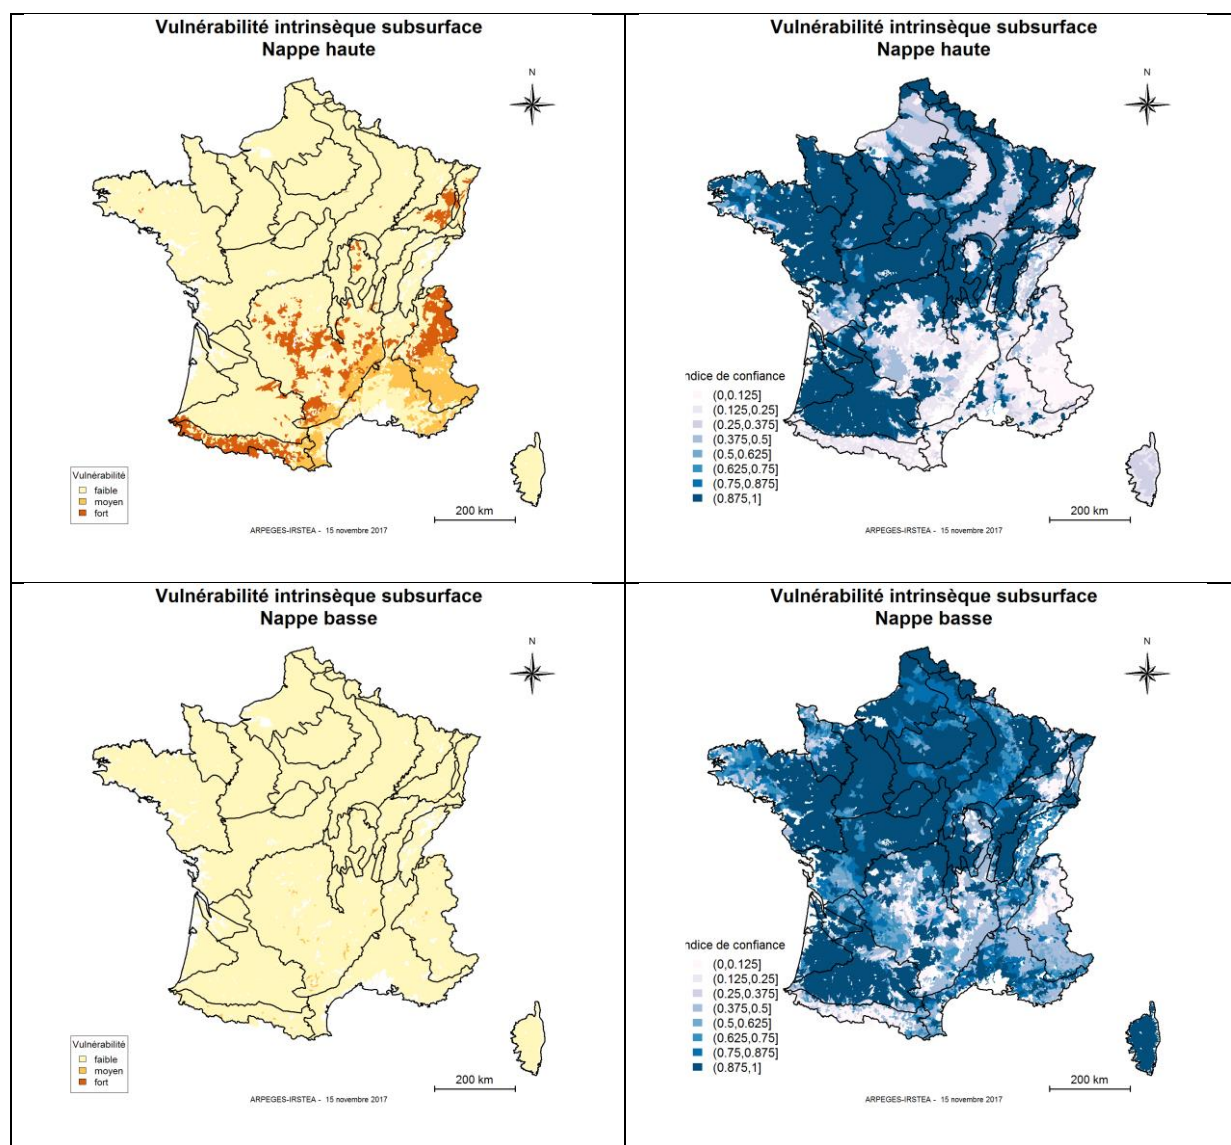 Vulnérabilité intrinsèque subsurface
Nappe haute
N
Vulnérabilité
faible
moyen
fort
200 km
ARPEGES-IRSTEA - 15 novembre 2017
Vulnérabilité intrinsèque subsurface
Nappe haute
N
ndice de confiance
(0,0.125]
(0.125,0.25]
(0.25,0.375]
(0.375,0.5]
(0.5,0.625]
(0.625,0.75]
(0.75,0.875]
(0.875,1]
200 km
ARPEGES-IRSTEA - 15 novembre 2017
Vulnérabilité intrinsèque subsurface
Nappe basse
N
Vulnérabilité
faible
moyen
fort
200 km
ARPEGES-IRSTEA - 15 novembre 2017
Vulnérabilité intrinsèque subsurface
Nappe basse
N
ndice de confiance
(0,0.125]
(0.125,0.25]
(0.25,0.375]
(0.375,0.5]
(0.5,0.625]
(0.625,0.75]
(0.75,0.875]
(0.875,1]
200 km
ARPEGES-IRSTEA - 15 novembre 2017